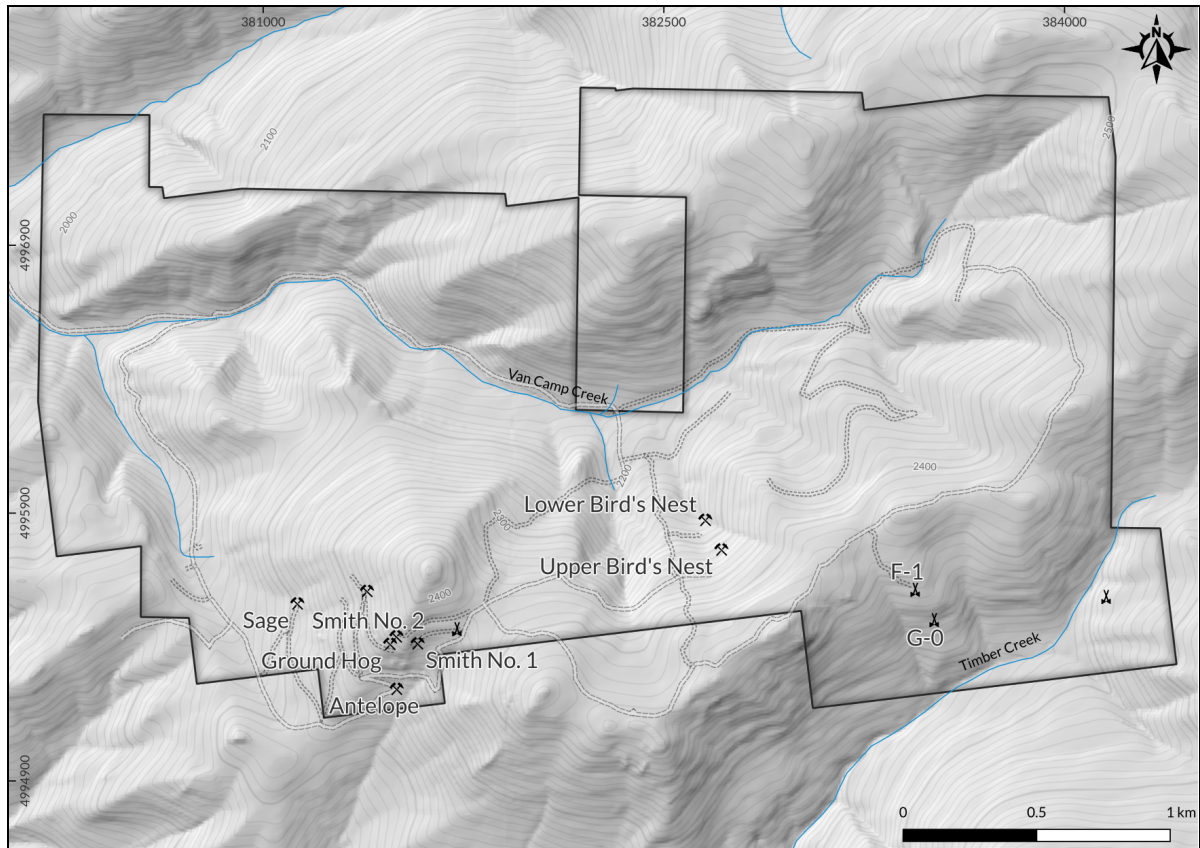 381000
382500
384000
N
2100
2500
2000
4996900
Van Camp Creek
2400
2200
4995900
Lower Bird's Nest
2300
Upper Bird's Nest
F-1
2400
Sage
Smith No. 2
G-0
Timber Creek
Ground Hog
Smith No. 1
Antelope
4994900
0
0.5
1 km